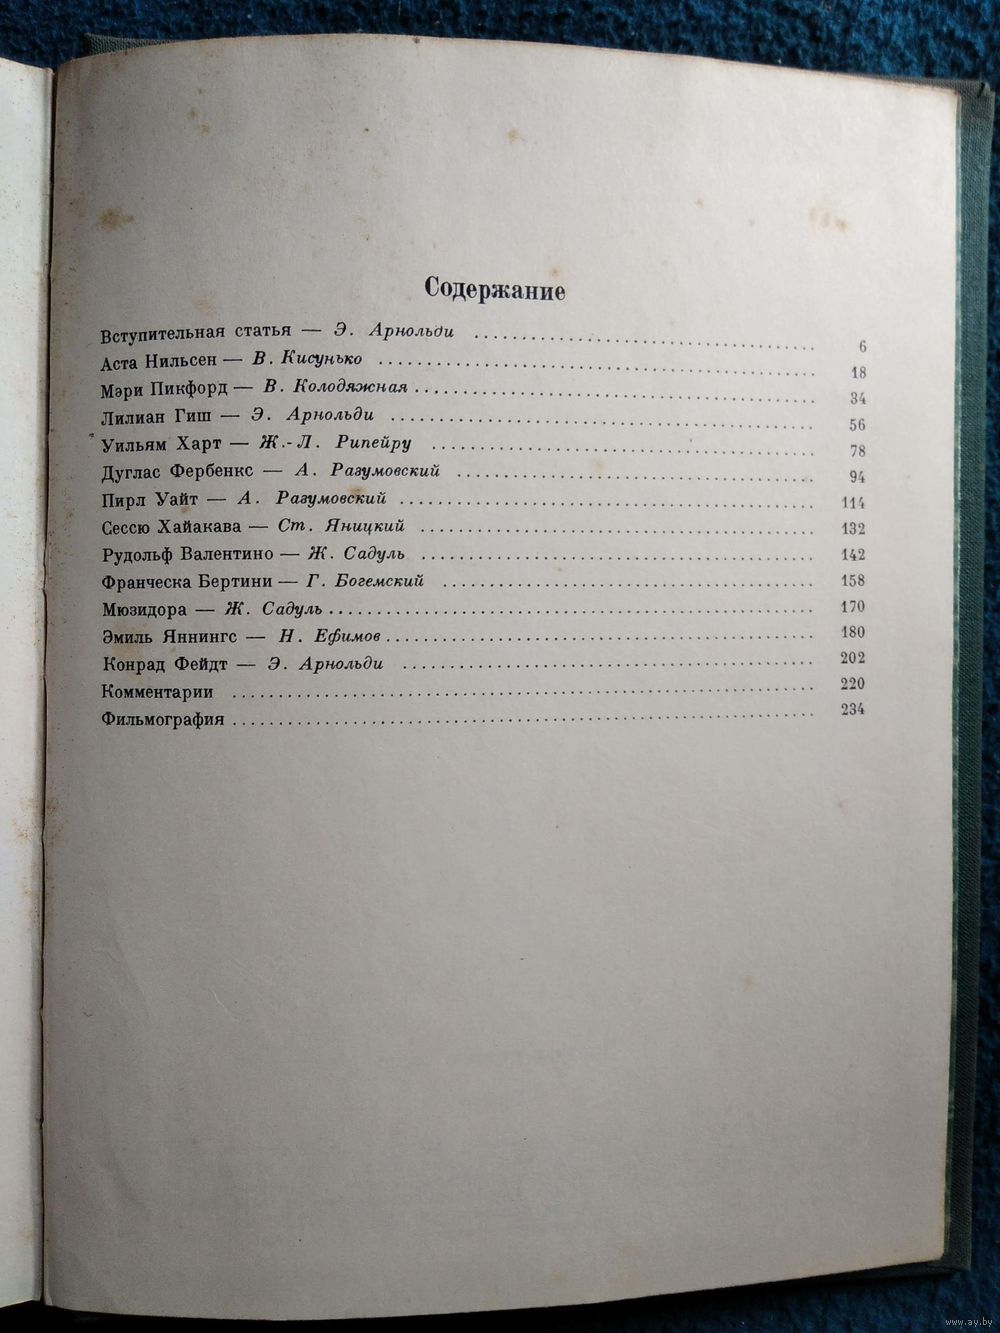 Содержание
Вступительная статья — Э. Арнольди ........ 6
Аста Нильсен — В. Кисунько ........ 18
Мэри Пикфорд — В. Колодяжная ........ 34
Лилиан Гиш — Э. Арнольди ........ 56
Уильям Харт — Ж.-Л. Рипейру ........ 78
Дуглас Фербенкс — А. Разумовский ........ 94
Пирл Уайт — А. Разумовский ........ 114
Сессю Хайакава — Ст. Яницкий ........ 132
Рудольф Валентино — Ж. Садуль ........ 142
Франческа Бертини — Г. Богемский ........ 158
Мюзидора — Ж. Садуль ........ 170
Эмиль Яннингс — Н. Ефимов ........ 180
Конрад Фейдт — Э. Арнольди ........ 202
Комментарии ........ 220
Фильмография ........ 234
www.ay.by